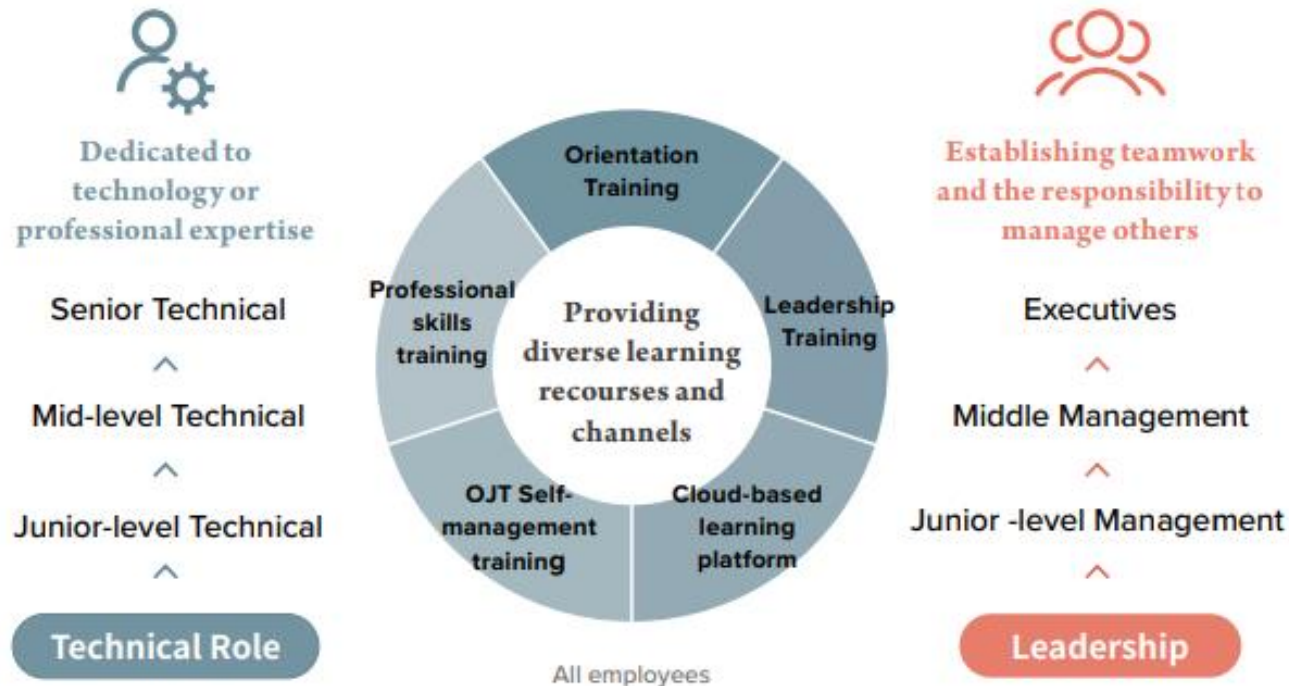 Dedicated to
technology or
professional expertise
Senior Technical
Mid-level Technical
Junior-level Technical
Technical Role
Orientation
Training
Professional
skills
training
Leadership
Training
Providing
diverse learning
recourses and
channels
OJT Self-
management
training
Cloud-based
learning
platform
All employees
Establishing teamwork
and the responsibility to
manage others
Executives
Middle Management
Junior -level Management
Leadership